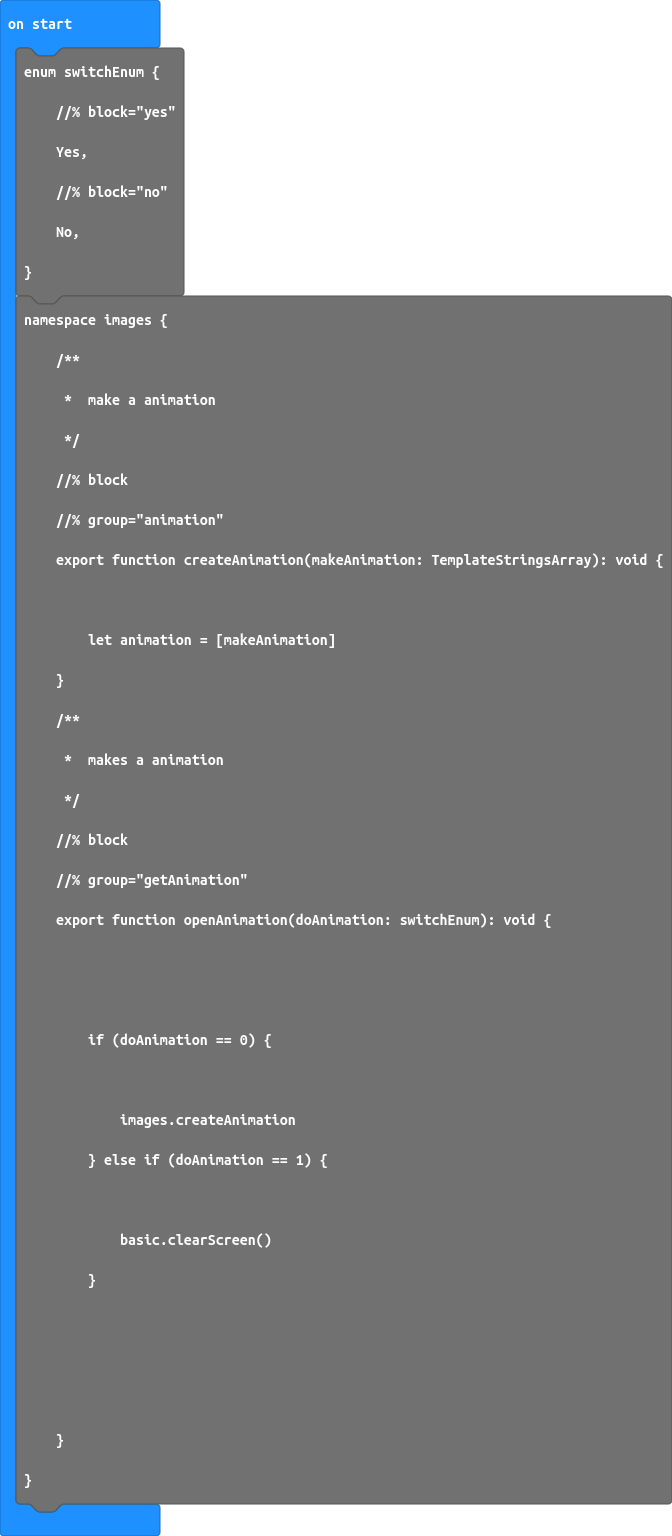 on start
enum switchEnum {
//% block="yes"
Yes,
//% block="no"
No,
}
namespace images {
/**
*  make a animation
*/
//% block
//% group="animation"
export function createAnimation(makeAnimation: TemplateStringsArray): void {
let animation = [makeAnimation]
}
/**
*  makes a animation
*/
//% block
//% group="getAnimation"
export function openAnimation(doAnimation: switchEnum): void {
if (doAnimation == 0) {
images.createAnimation
} else if (doAnimation == 1) {
basic.clearScreen()
}
}
}